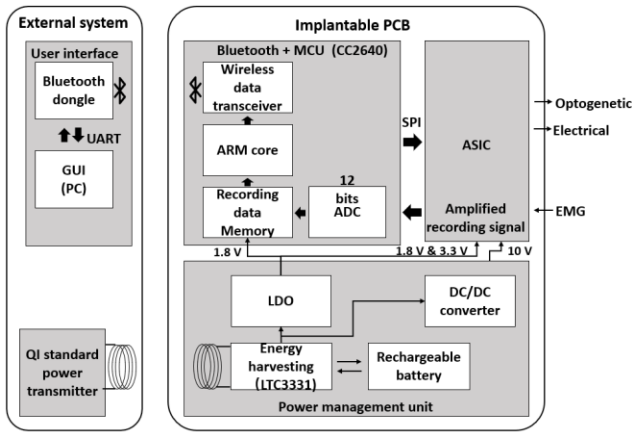 External system
User interface
Bluetooth
dongle
UART
GUI
(PC)
QI standard
power
transmitter
Implantable PCB
Bluetooth + MCU (CC2640)
Wireless
data
transceiver
ARM core
Recording
data
Memory
12
bits
ADC
SPI
ASIC
Amplified
recording signal
Optogenetic
Electrical
EMG
1.8 V
1.8 V & 3.3 V
10 V
LDO
DC/DC
converter
Energy
harvesting
(LTC3331)
Rechargeable
battery
Power management unit